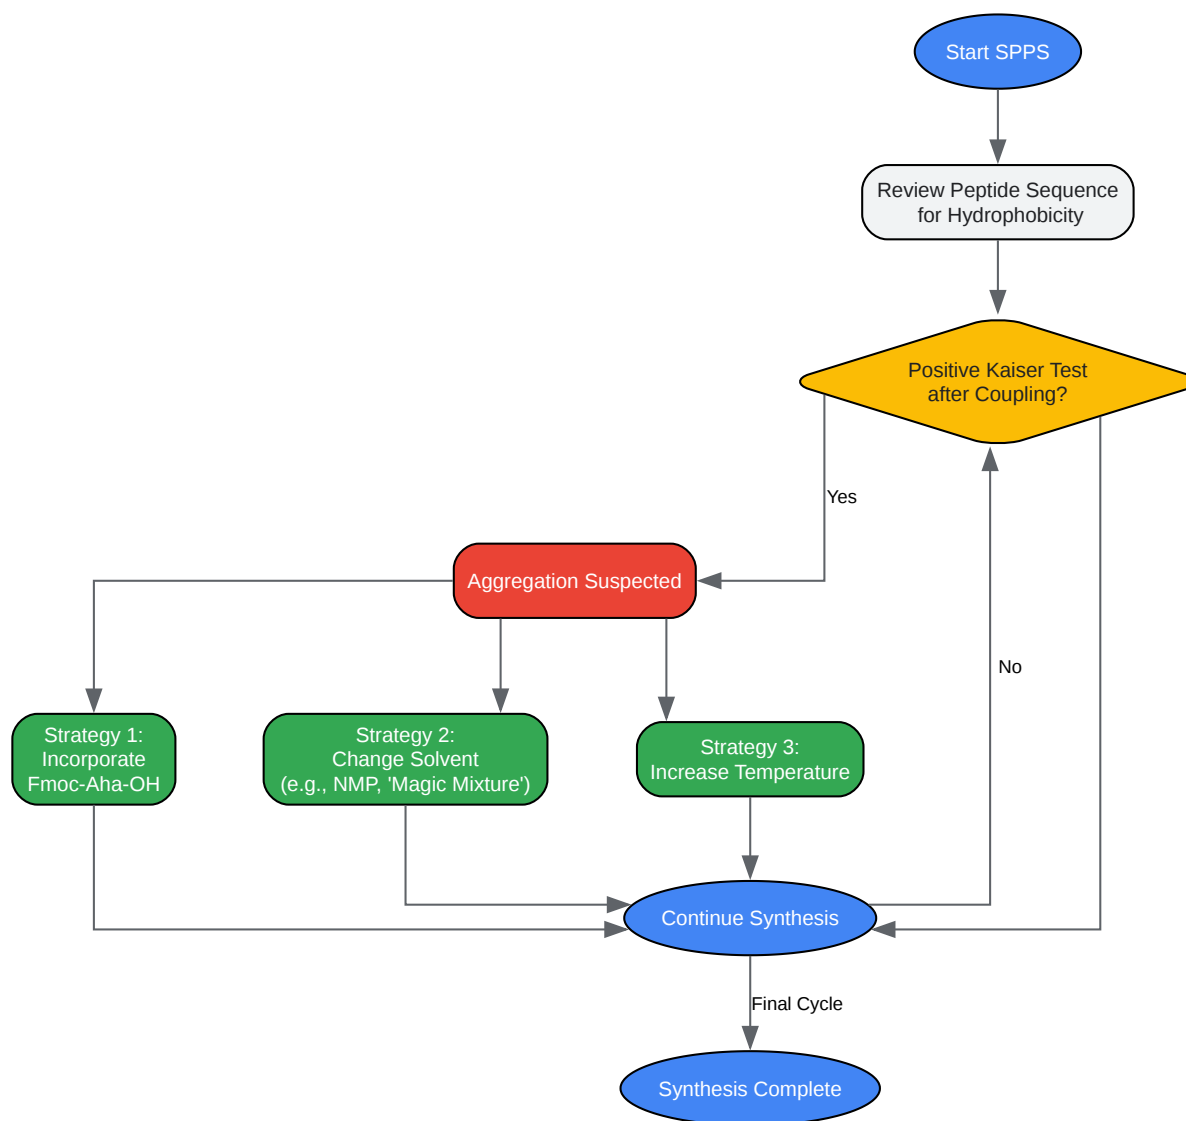 Start SPPS
Review Peptide Sequence
for Hydrophobicity
Positive Kaiser Test
after Coupling?
Yes
Aggregation Suspected
No
Strategy 1:
Incorporate
Fmoc-Aha-OH
Strategy 2:
Change Solvent
(e.g., NMP, 'Magic Mixture')
Strategy 3:
Increase Temperature
Continue Synthesis
Final Cycle
Synthesis Complete